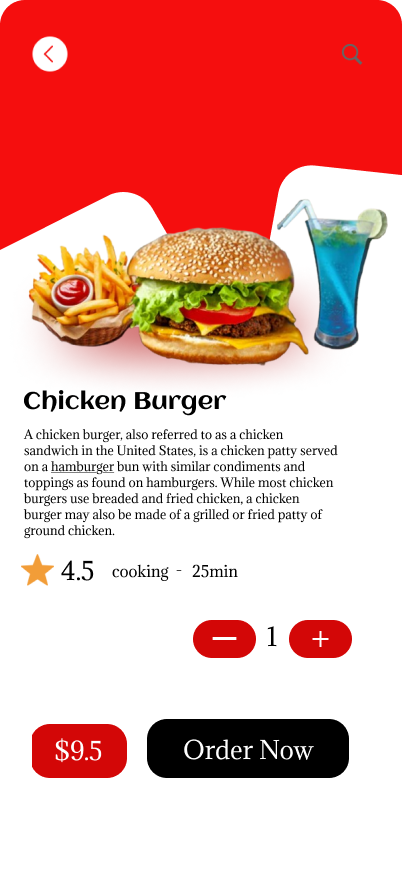 Chicken Burger
A chicken burger, also referred to as a chicken
sandwich in the United States, is a chicken patty served
on a hamburger bun with similar condiments and
toppings as found on hamburgers. While most chicken
burgers use breaded and fried chicken, a chicken
burger may also be made of a grilled or fried patty of
ground chicken.
4.5 cooking - 25min
1
$9.5 Order Now